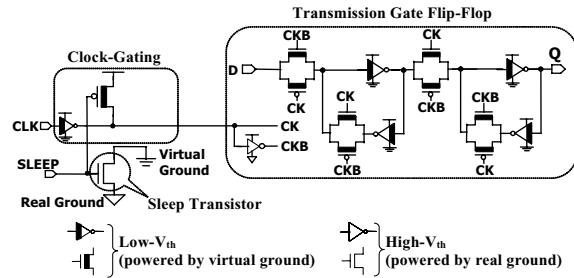 Transmission Gate Flip-Flop
Clock-Gating
CKB
CK
D
Q
CK
CKB
CLK
CK
CKB
CK
CKB
CKB
CK
SLEEP
Virtual
Ground
Real Ground
Sleep Transistor
Low-Vth
(powered by virtual ground)
High-Vth
(powered by real ground)